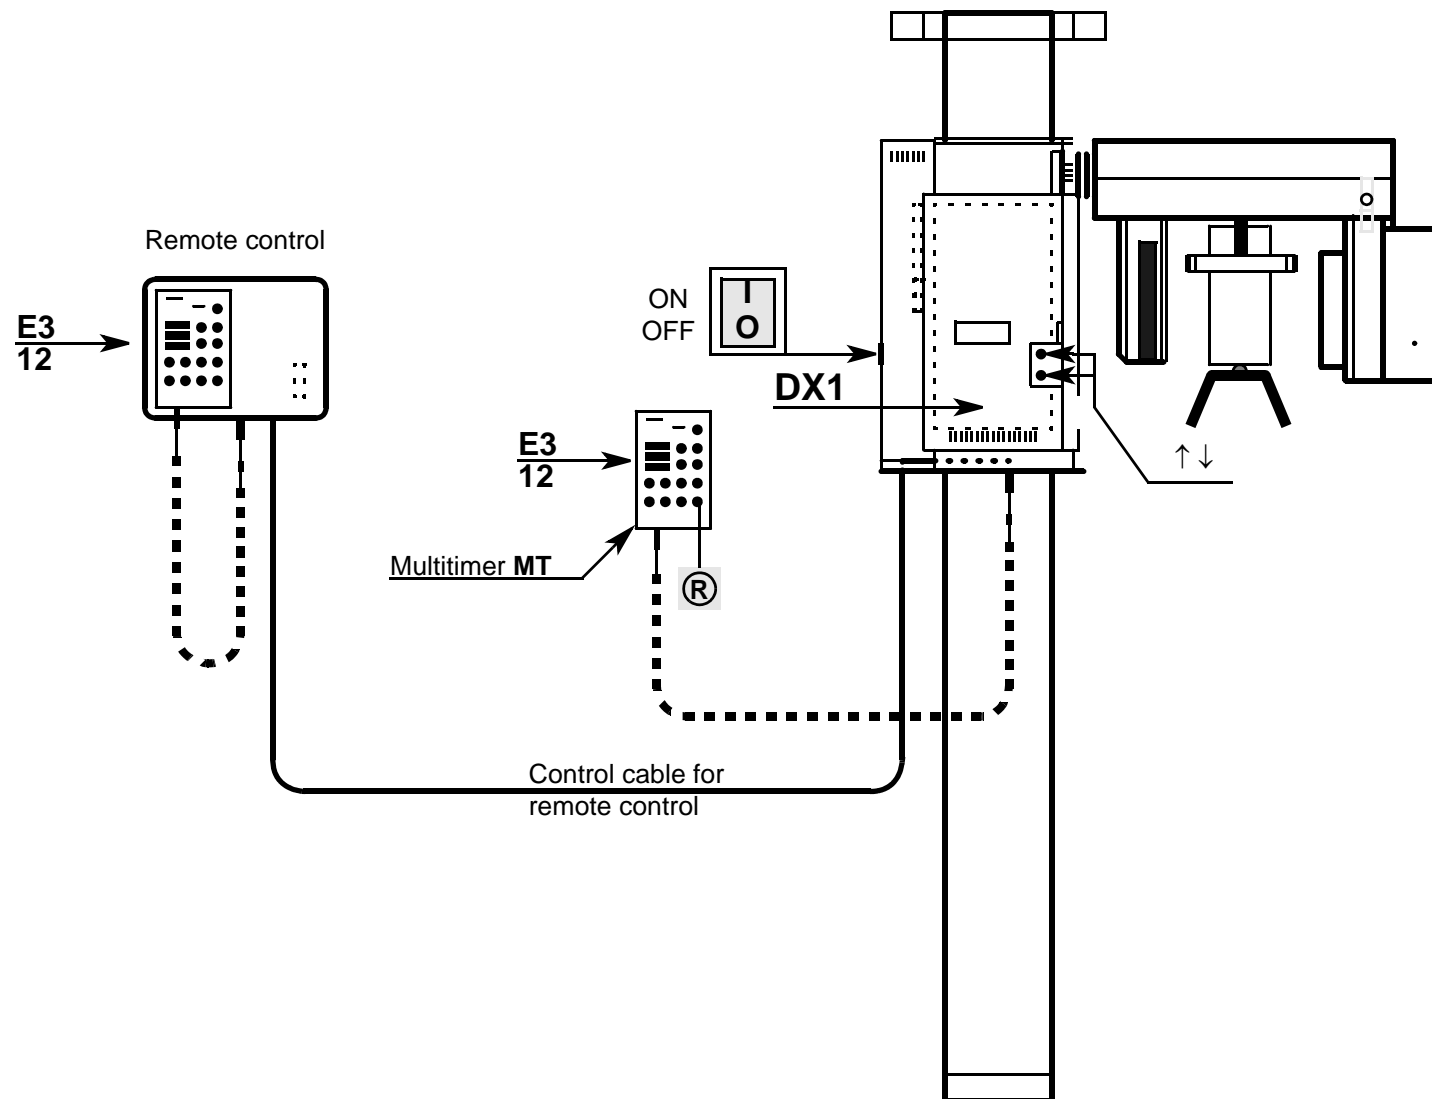 Remote control
E3
12
ON
OFF
I
O
DX1
E3
12
↑↓
Multitimer MT
R
Control cable for
remote control